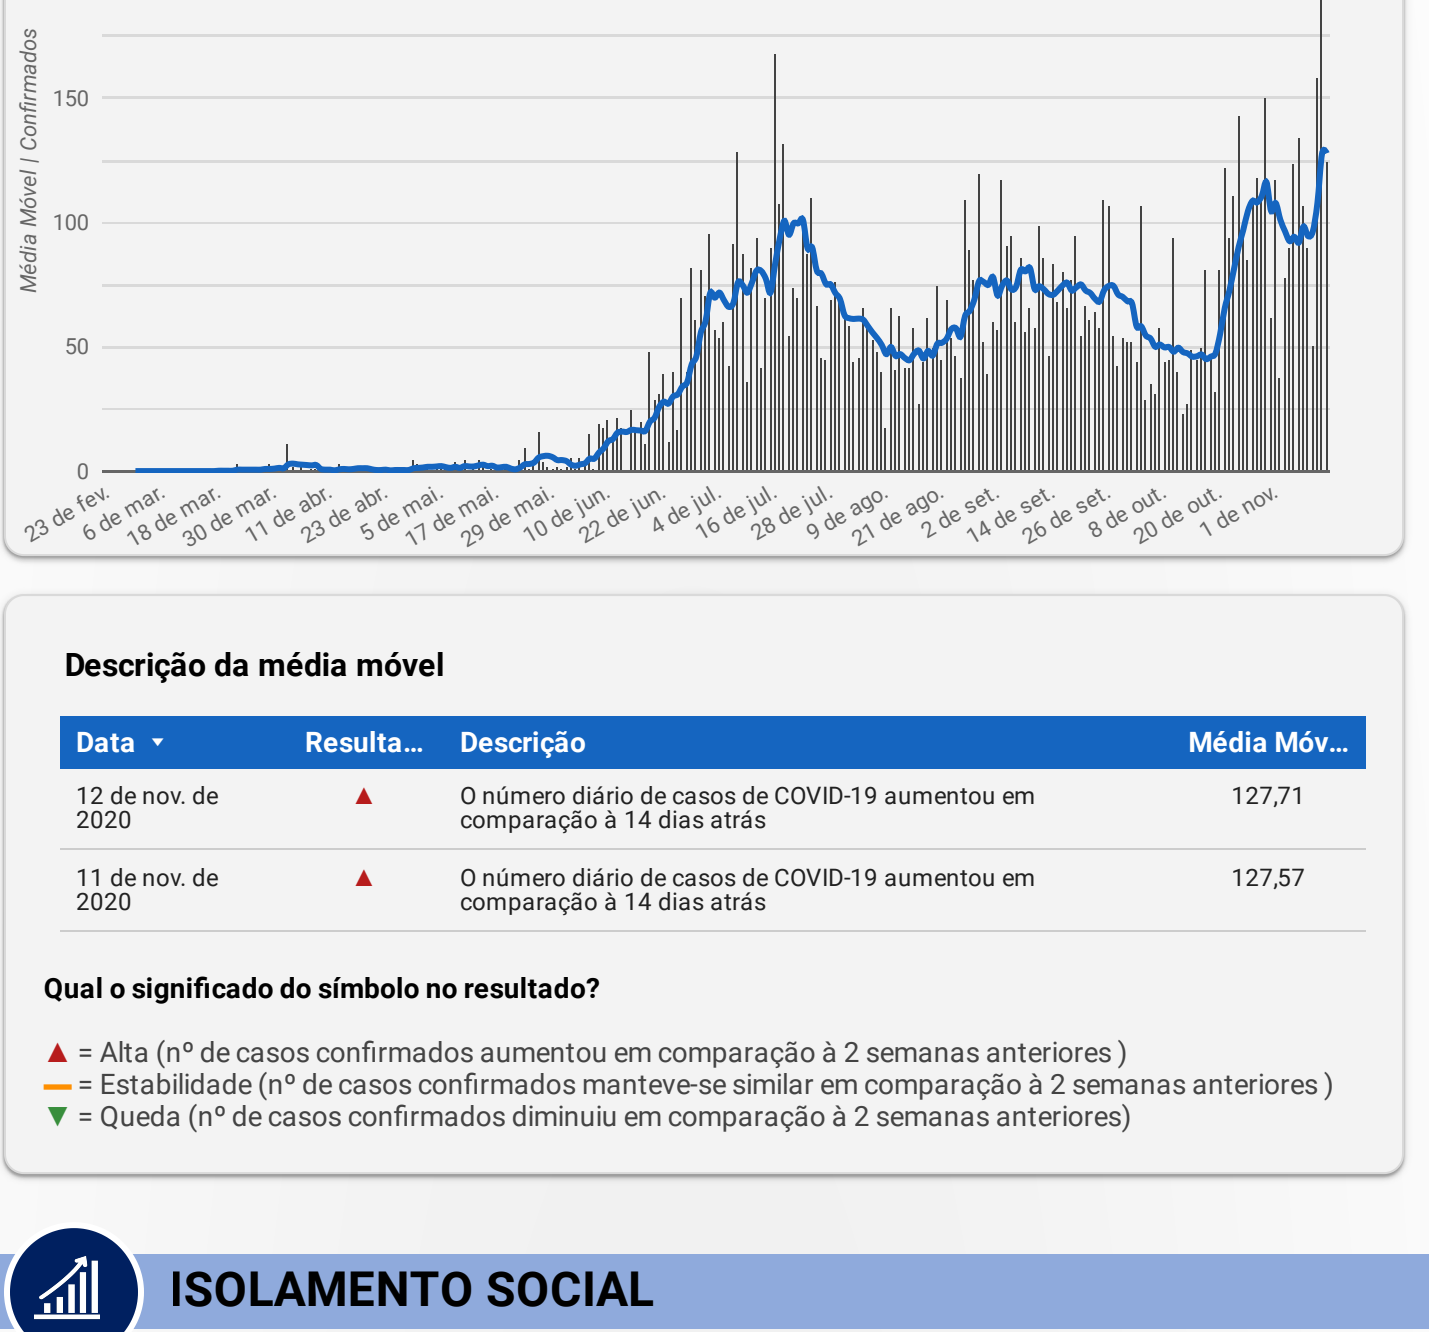 Média Móvel | Confirmados
150
100
50
0
23 de fev.
6 de mar.
18 de mar.
30 de mar.
11 de abr.
23 de abr.
5 de mai.
17 de mai.
29 de mai.
10 de jun.
22 de jun.
4 de jul.
16 de jul.
28 de jul.
9 de ago.
21 de ago.
2 de set.
14 de set.
26 de set.
8 de out.
20 de out.
1 de nov.
Descrição da média móvel
Data Resulta... Descrição Média Móv...
12 de nov. de O número diário de casos de COVID-19 aumentou em 127,71
2020 comparação à 14 dias atrás
11 de nov. de O número diário de casos de COVID-19 aumentou em 127,57
2020 comparação à 14 dias atrás
Qual o significado do símbolo no resultado?
▲ = Alta (nº de casos confirmados aumentou em comparação à 2 semanas anteriores )
— = Estabilidade (nº de casos confirmados manteve-se similar em comparação à 2 semanas anteriores )
▼ = Queda (nº de casos confirmados diminuiu em comparação à 2 semanas anteriores)
ISOLAMENTO SOCIAL